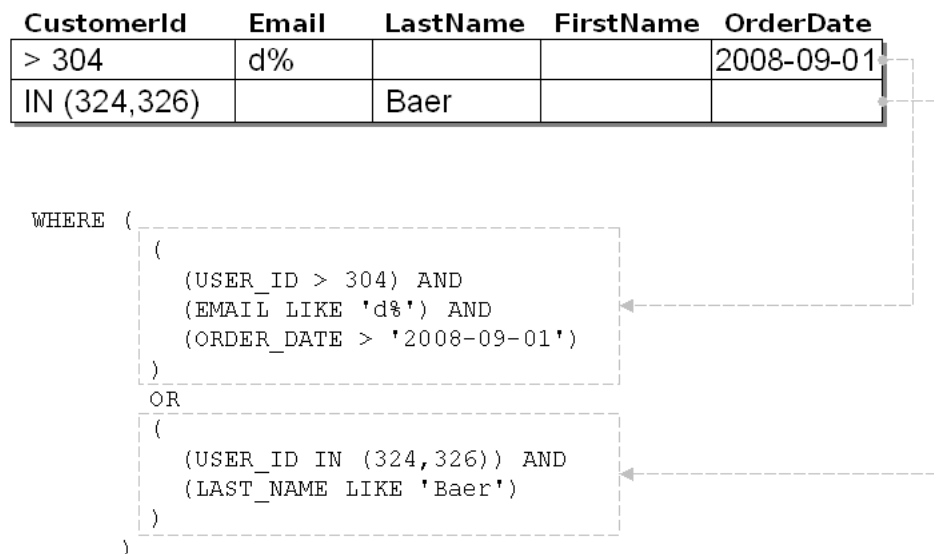 CustomerId Email LastName FirstName OrderDate
> 304 d% 2008-09-01
IN (324,326) Baer
WHERE (
(
(USER_ID > 304) AND
(EMAIL LIKE 'd%') AND
(ORDER_DATE > '2008-09-01')
)
OR
(
(USER_ID IN (324,326)) AND
(LAST_NAME LIKE 'Baer')
)
)